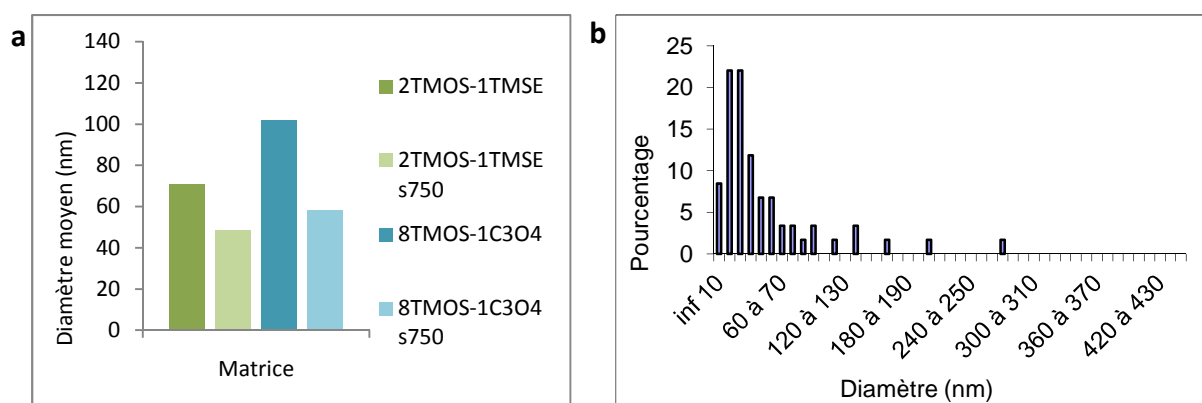 a
140
120
100
80
60
40
20
0
Diamètre moyen (nm)
Matrice
2TMOS-1TMSE
2TMOS-1TMSE
s750
8TMOS-1C3O4
8TMOS-1C3O4
s750
b
25
20
15
10
5
0
Pourcentage
inf 10
60 à 70
120 à 130
180 à 190
240 à 250
300 à 310
360 à 370
420 à 430
Diamètre (nm)